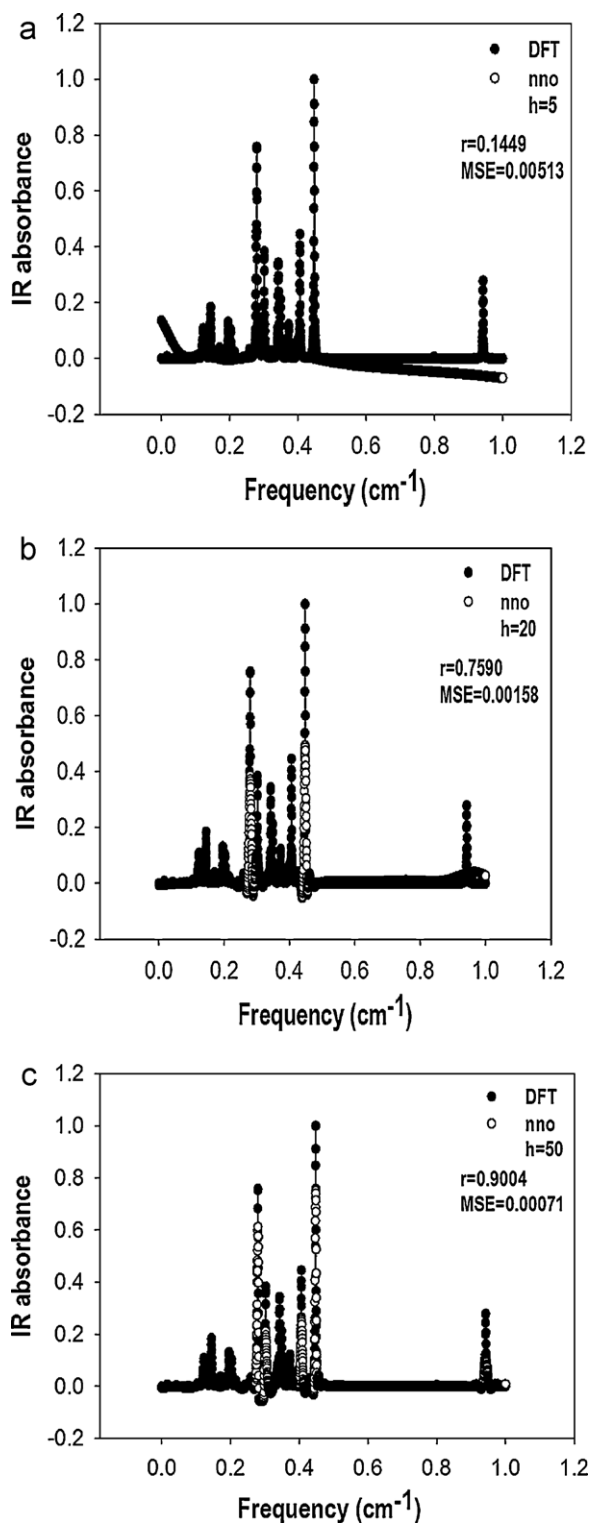 a
1.2
1.0
0.8
0.6
0.4
0.2
0.0
-0.2
IR absorbance
DFT
nno
h=5
r=0.1449
MSE=0.00513
0.0 0.2 0.4 0.6 0.8 1.0 1.2
Frequency (cm-1)
b
1.2
1.0
0.8
0.6
0.4
0.2
0.0
-0.2
IR absorbance
DFT
nno
h=20
r=0.7590
MSE=0.00158
0.0 0.2 0.4 0.6 0.8 1.0 1.2
Frequency (cm-1)
c
1.2
1.0
0.8
0.6
0.4
0.2
0.0
-0.2
IR absorbance
DFT
nno
h=50
r=0.9004
MSE=0.00071
0.0 0.2 0.4 0.6 0.8 1.0 1.2
Frequency (cm-1)